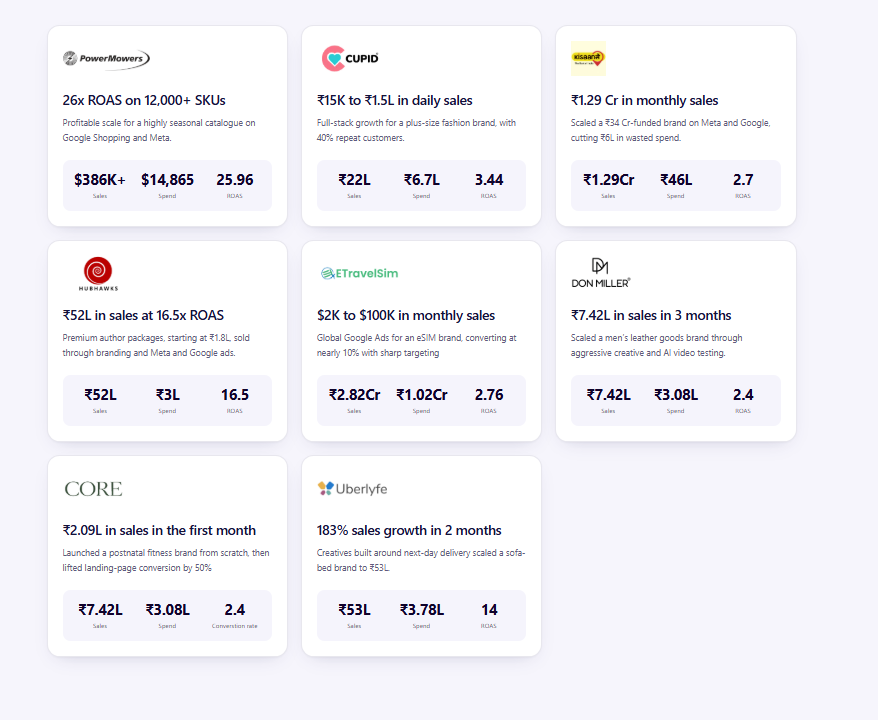 PowerMowers
26x ROAS on 12,000+ SKUs
Profitable scale for a highly seasonal catalogue on
Google Shopping and Meta.
$386K+ $14,865 25.96
Sales Spend ROAS
CUPID
₹15K to ₹1.5L in daily sales
Full-stack growth for a plus-size fashion brand, with
40% repeat customers.
₹22L ₹6.7L 3.44
Sales Spend ROAS
KISAAN
₹1.29 Cr in monthly sales
Scaled a ₹34 Cr-funded brand on Meta and Google,
cutting ₹6L in wasted spend.
₹1.29Cr ₹46L 2.7
Sales Spend ROAS
HUBHAWKS
₹52L in sales at 16.5x ROAS
Premium author packages, starting at ₹1.8L, sold
through branding and Meta and Google ads.
₹52L ₹3L 16.5
Sales Spend ROAS
ETravelSim
$2K to $100K in monthly sales
Global Google Ads for an eSIM brand, converting at
nearly 10% with sharp targeting
₹2.82Cr ₹1.02Cr 2.76
Sales Spend ROAS
DON MILLER
₹7.42L in sales in 3 months
Scaled a men's leather goods brand through
aggressive creative and AI video testing.
₹7.42L ₹3.08L 2.4
Sales Spend ROAS
CORE
₹2.09L in sales in the first month
Launched a postnatal fitness brand from scratch, then
lifted landing-page conversion by 50%
₹7.42L ₹3.08L 2.4
Sales Spend Converstion rate
Uberlyfe
183% sales growth in 2 months
Creatives built around next-day delivery scaled a sofa-
bed brand to ₹53L.
₹53L ₹3.78L 14
Sales Spend ROAS